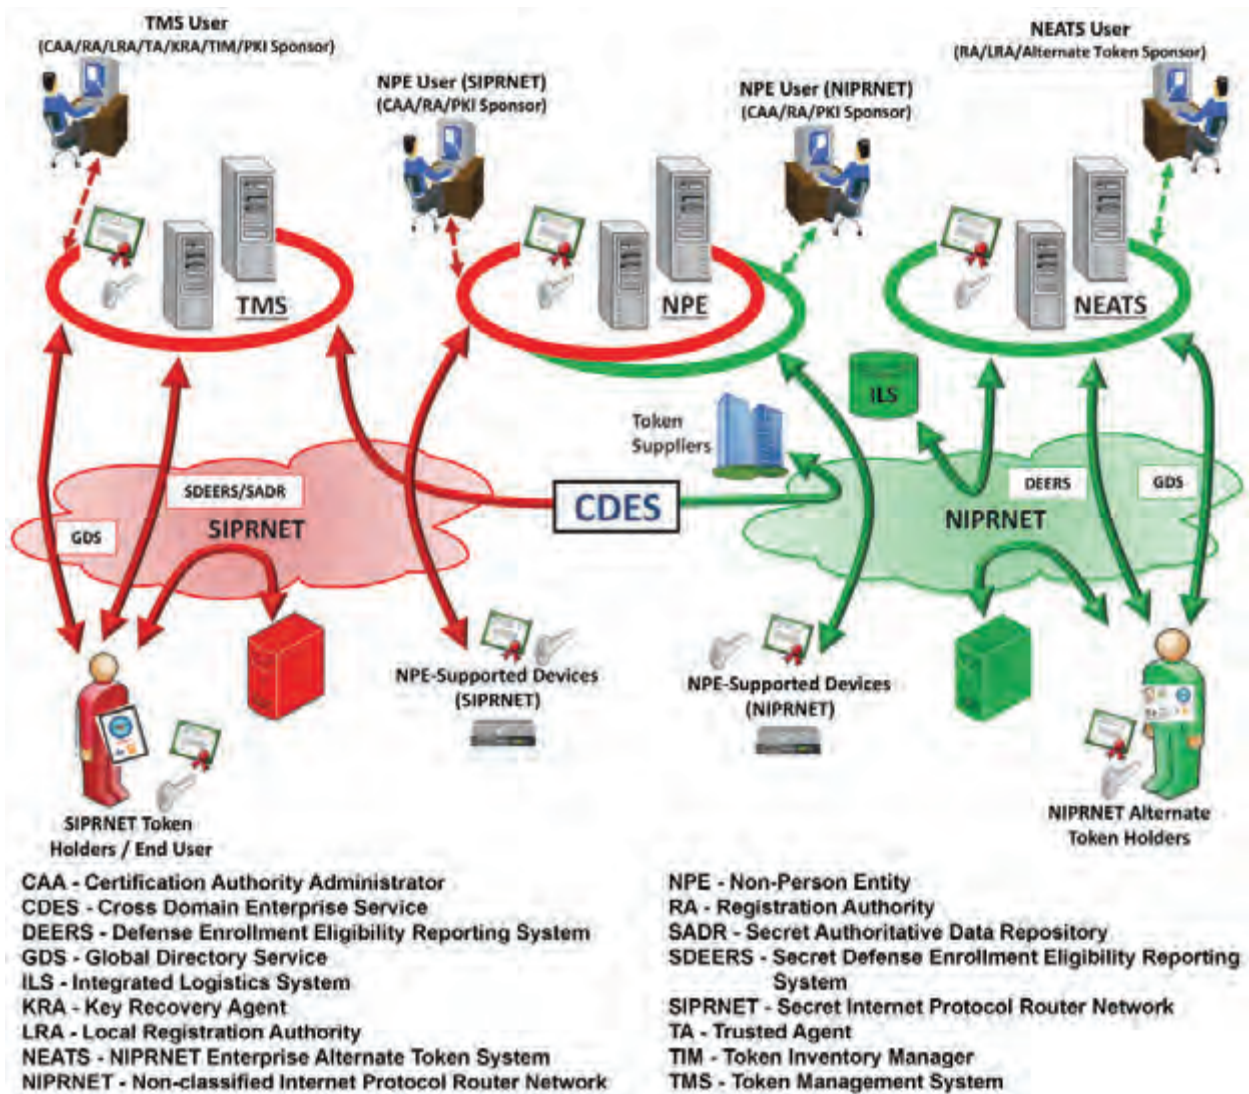 TMS User
(CAA/RA/LRA/TA/KRA/TIM/PKI Sponsor)
NPE User (SIPRNET)
(CAA/RA/PKI Sponsor)
NPE User (NIPRNET)
(CAA/RA/PKI Sponsor)
NEATS User
(RA/LRA/Alternate Token Sponsor)
TMS
NPE
NEATS
ILS
Token
Suppliers
SDEERS/SADR
GDS
SIPRNET
CDES
DEERS
GDS
NIPRNET
NPE-Supported Devices
(SIPRNET)
NPE-Supported Devices
(NIPRNET)
SIPRNET Token
Holders / End User
NIPRNET Alternate
Token Holders
CAA - Certification Authority Administrator
CDES - Cross Domain Enterprise Service
DEERS - Defense Enrollment Eligibility Reporting System
GDS - Global Directory Service
ILS - Integrated Logistics System
KRA - Key Recovery Agent
LRA - Local Registration Authority
NEATS - NIPRNET Enterprise Alternate Token System
NIPRNET - Non-classified Internet Protocol Router Network
NPE - Non-Person Entity
RA - Registration Authority
SADR - Secret Authoritative Data Repository
SDEERS - Secret Defense Enrollment Eligibility Reporting
System
SIPRNET - Secret Internet Protocol Router Network
TA - Trusted Agent
TIM - Token Inventory Manager
TMS - Token Management System